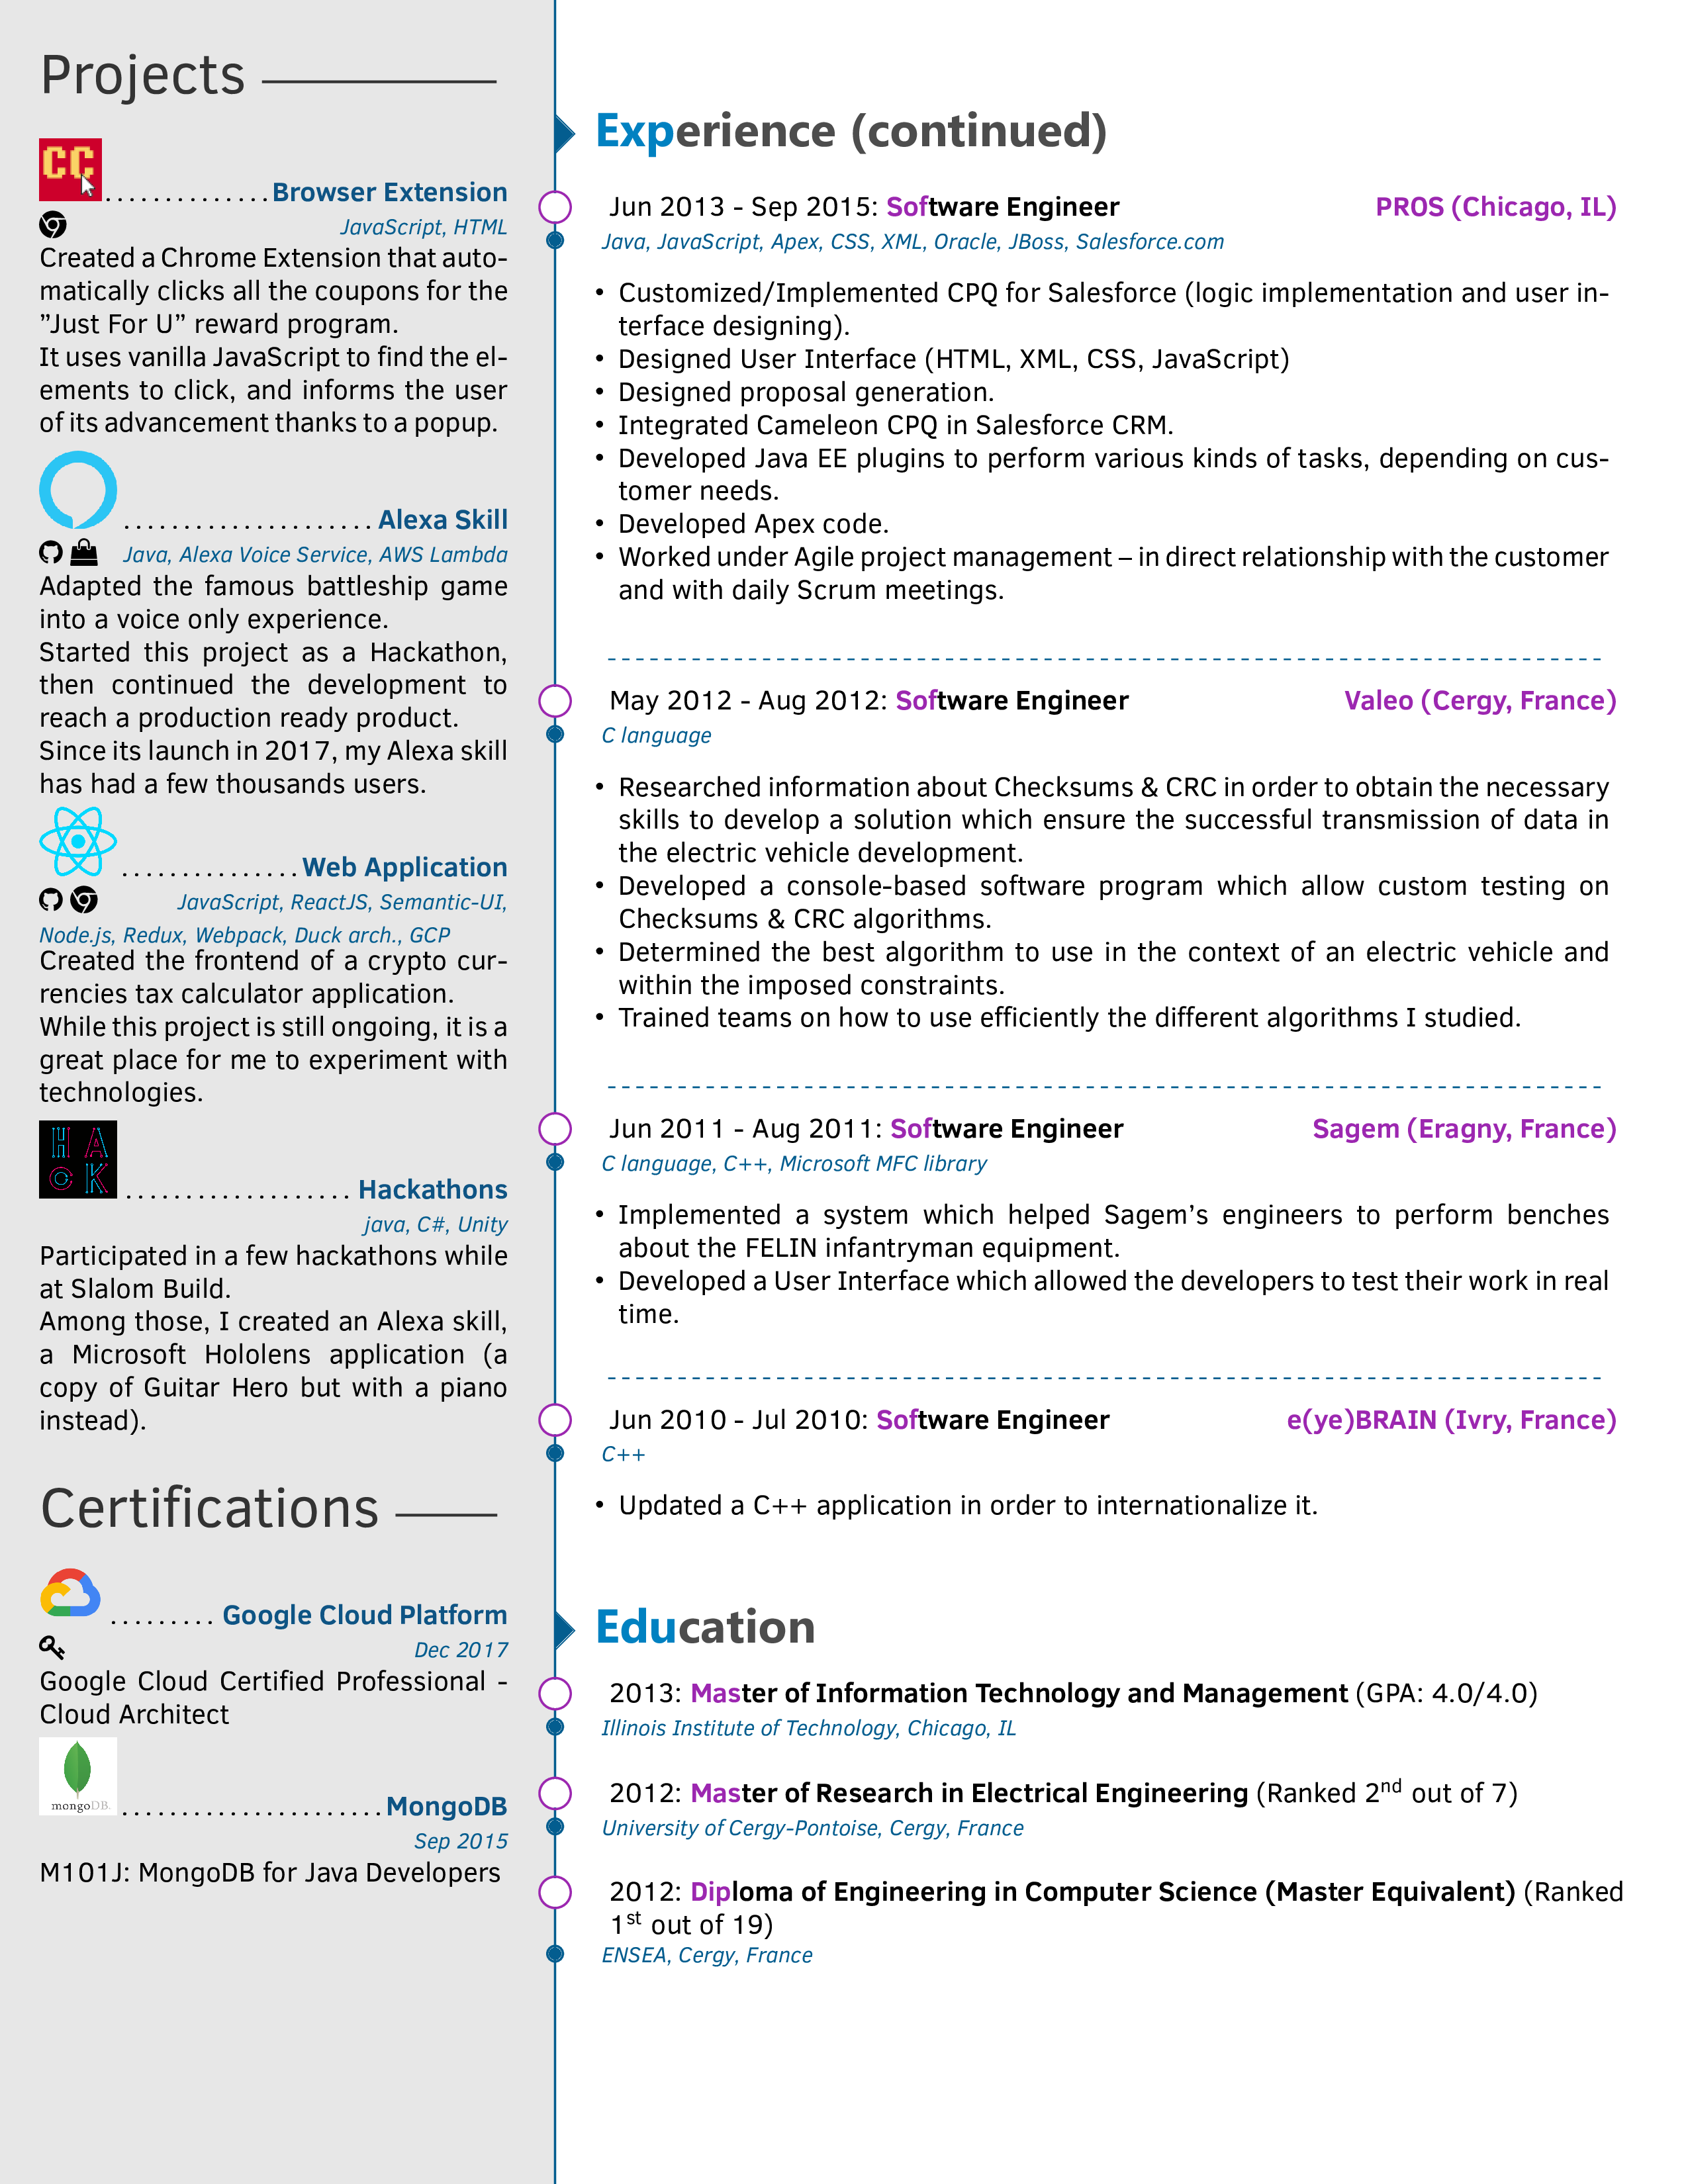 Projects
CC
Browser Extension
JavaScript, HTML
Created a Chrome Extension that auto-
matically clicks all the coupons for the
”Just For U” reward program.
It uses vanilla JavaScript to find the el-
ements to click, and informs the user
of its advancement thanks to a popup.
Alexa Skill
Java, Alexa Voice Service, AWS Lambda
Adapted the famous battleship game
into a voice only experience.
Started this project as a Hackathon,
then continued the development to
reach a production ready product.
Since its launch in 2017, my Alexa skill
has had a few thousands users.
Web Application
JavaScript, ReactJS, Semantic-UI,
Node.js, Redux, Webpack, Duck arch., GCP
Created the frontend of a crypto cur-
rencies tax calculator application.
While this project is still ongoing, it is a
great place for me to experiment with
technologies.
HA
CK
Hackathons
java, C#, Unity
Participated in a few hackathons while
at Slalom Build.
Among those, I created an Alexa skill,
a Microsoft Hololens application (a
copy of Guitar Hero but with a piano
instead).
Certifications
Google Cloud Platform
Dec 2017
Google Cloud Certified Professional -
Cloud Architect
mongoDB.
MongoDB
Sep 2015
M101J: MongoDB for Java Developers
Experience (continued)
Jun 2013 - Sep 2015: Software Engineer PROS (Chicago, IL)
Java, JavaScript, Apex, CSS, XML, Oracle, JBoss, Salesforce.com
• Customized/Implemented CPQ for Salesforce (logic implementation and user in-
terface designing).
• Designed User Interface (HTML, XML, CSS, JavaScript)
• Designed proposal generation.
• Integrated Cameleon CPQ in Salesforce CRM.
• Developed Java EE plugins to perform various kinds of tasks, depending on cus-
tomer needs.
• Developed Apex code.
• Worked under Agile project management – in direct relationship with the customer
and with daily Scrum meetings.
May 2012 - Aug 2012: Software Engineer Valeo (Cergy, France)
C language
• Researched information about Checksums & CRC in order to obtain the necessary
skills to develop a solution which ensure the successful transmission of data in
the electric vehicle development.
• Developed a console-based software program which allow custom testing on
Checksums & CRC algorithms.
• Determined the best algorithm to use in the context of an electric vehicle and
within the imposed constraints.
• Trained teams on how to use efficiently the different algorithms I studied.
Jun 2011 - Aug 2011: Software Engineer Sagem (Eragny, France)
C language, C++, Microsoft MFC library
• Implemented a system which helped Sagem’s engineers to perform benches
about the FELIN infantryman equipment.
• Developed a User Interface which allowed the developers to test their work in real
time.
Jun 2010 - Jul 2010: Software Engineer e(ye)BRAIN (Ivry, France)
C++
• Updated a C++ application in order to internationalize it.
Education
2013: Master of Information Technology and Management (GPA: 4.0/4.0)
Illinois Institute of Technology, Chicago, IL
2012: Master of Research in Electrical Engineering (Ranked 2nd out of 7)
University of Cergy-Pontoise, Cergy, France
2012: Diploma of Engineering in Computer Science (Master Equivalent) (Ranked
1st out of 19)
ENSEA, Cergy, France